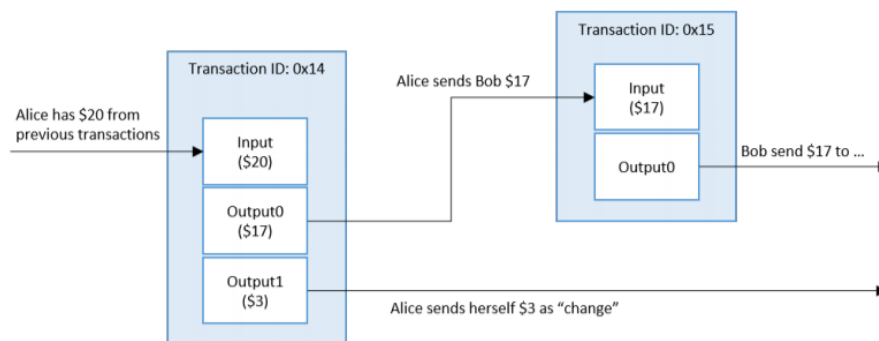 Transaction ID: 0x15
Transaction ID: 0x14
Alice sends Bob $17
Input
($17)
Alice has $20 from
previous transactions
Input
($20)
Bob send $17 to ...
Output0
Output0
($17)
Output1
($3)
Alice sends herself $3 as “change”